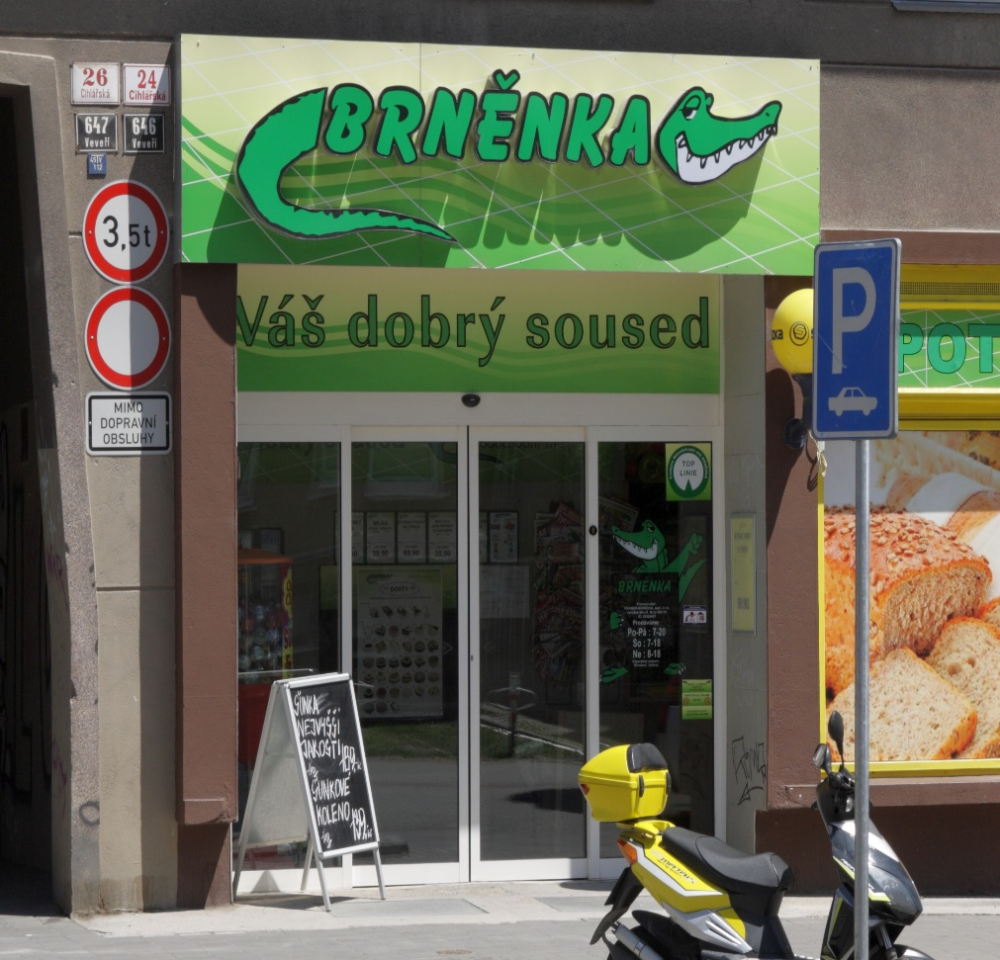 BRNĚNKA
Váš dobrý soused
26
Cihlářská
24
Cihlářská
647
Veveří
646
Veveří
3,5t
MIMO
DOPRAVNÍ
OBSLUHY
P
POT
TOP
LINIE
BRNĚNKA
Po-Pá : 7-20
So : 7-18
Ne : 8-18
DORTY
ŠUNKA
NEJVYŠŠÍ
JAKOSTI
ŠUNKOVÉ
KOLENO